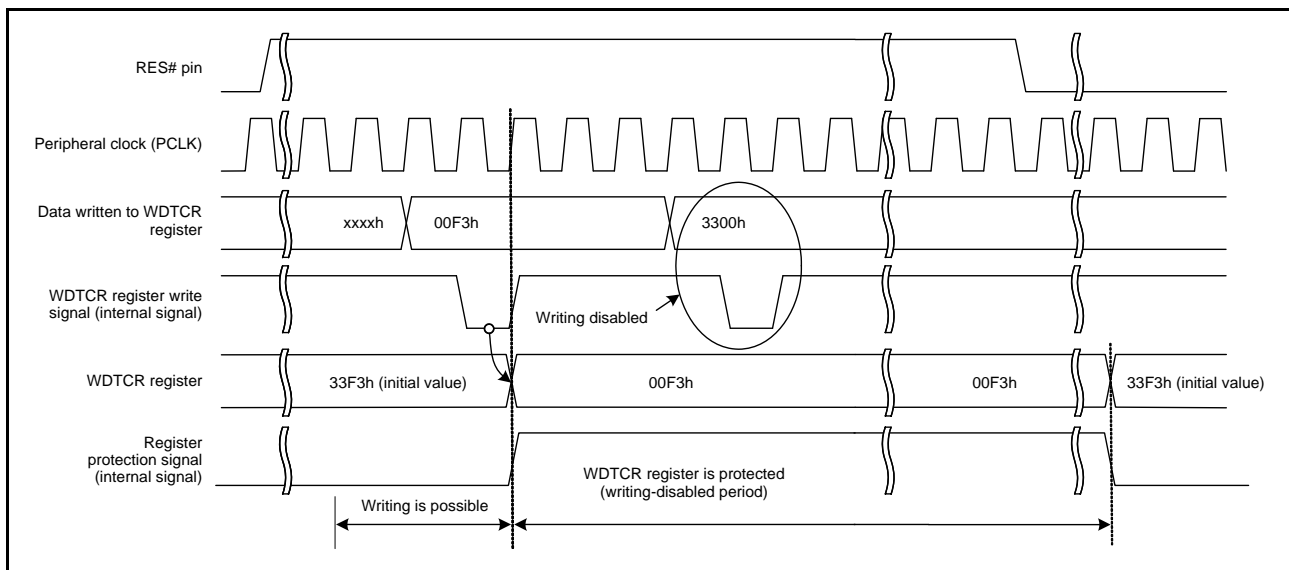 RES# pin
Peripheral clock (PCLK)
Data written to WDTCR
register
xxxxh
00F3h
3300h
WDTCR register write
signal (internal signal)
Writing disabled
WDTCR register
33F3h (initial value)
00F3h
00F3h
33F3h (initial value)
Register
protection signal
(internal signal)
WDTCR register is protected
(writing-disabled period)
Writing is possible